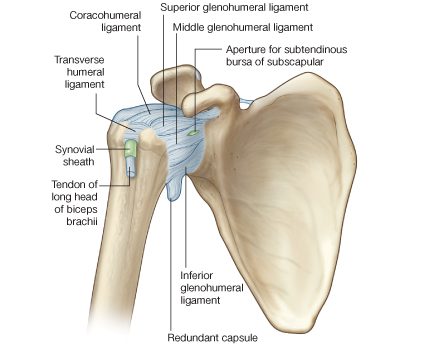 Superior glenohumeral ligament
Coracohumeral
ligament
Middle glenohumeral ligament
Aperture for subtendinous
bursa of subscapular
Transverse
humeral
ligament
Synovial
sheath
Tendon of
long head
of biceps
brachii
Inferior
glenohumeral
ligament
Redundant capsule